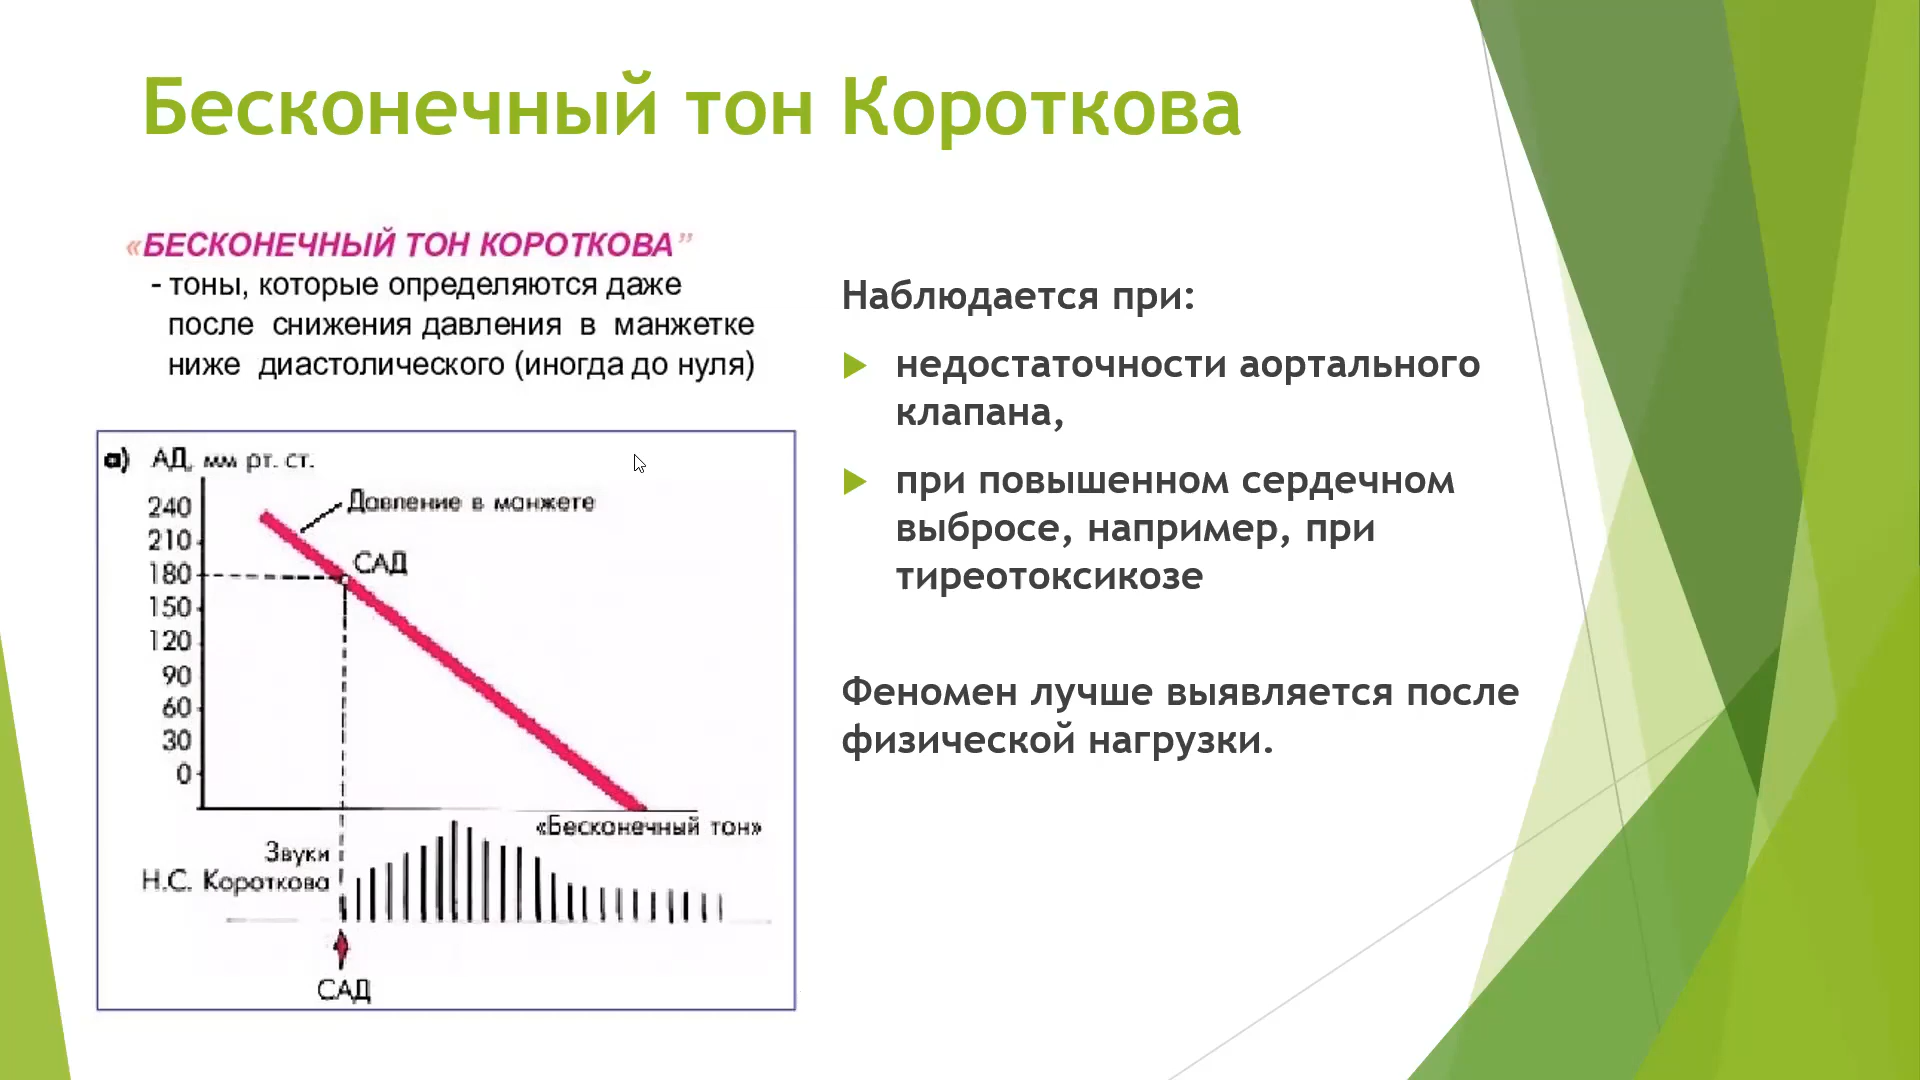 Бесконечный тон Короткова
«БЕСКОНЕЧНЫЙ ТОН КОРОТКОВА”
- тоны, которые определяются даже
после снижения давления в манжетке
ниже диастолического (иногда до нуля)
а) АД, мм рт. ст.
Давление в манжете
САД
240
210
180
150
120
90
60
30
0
«Бесконечный тон»
Звуки
Н.С. Короткова
САД
Наблюдается при:
недостаточности аортального
клапана,
при повышенном сердечном
выбросе, например, при
тиреотоксикозе
Феномен лучше выявляется после
физической нагрузки.